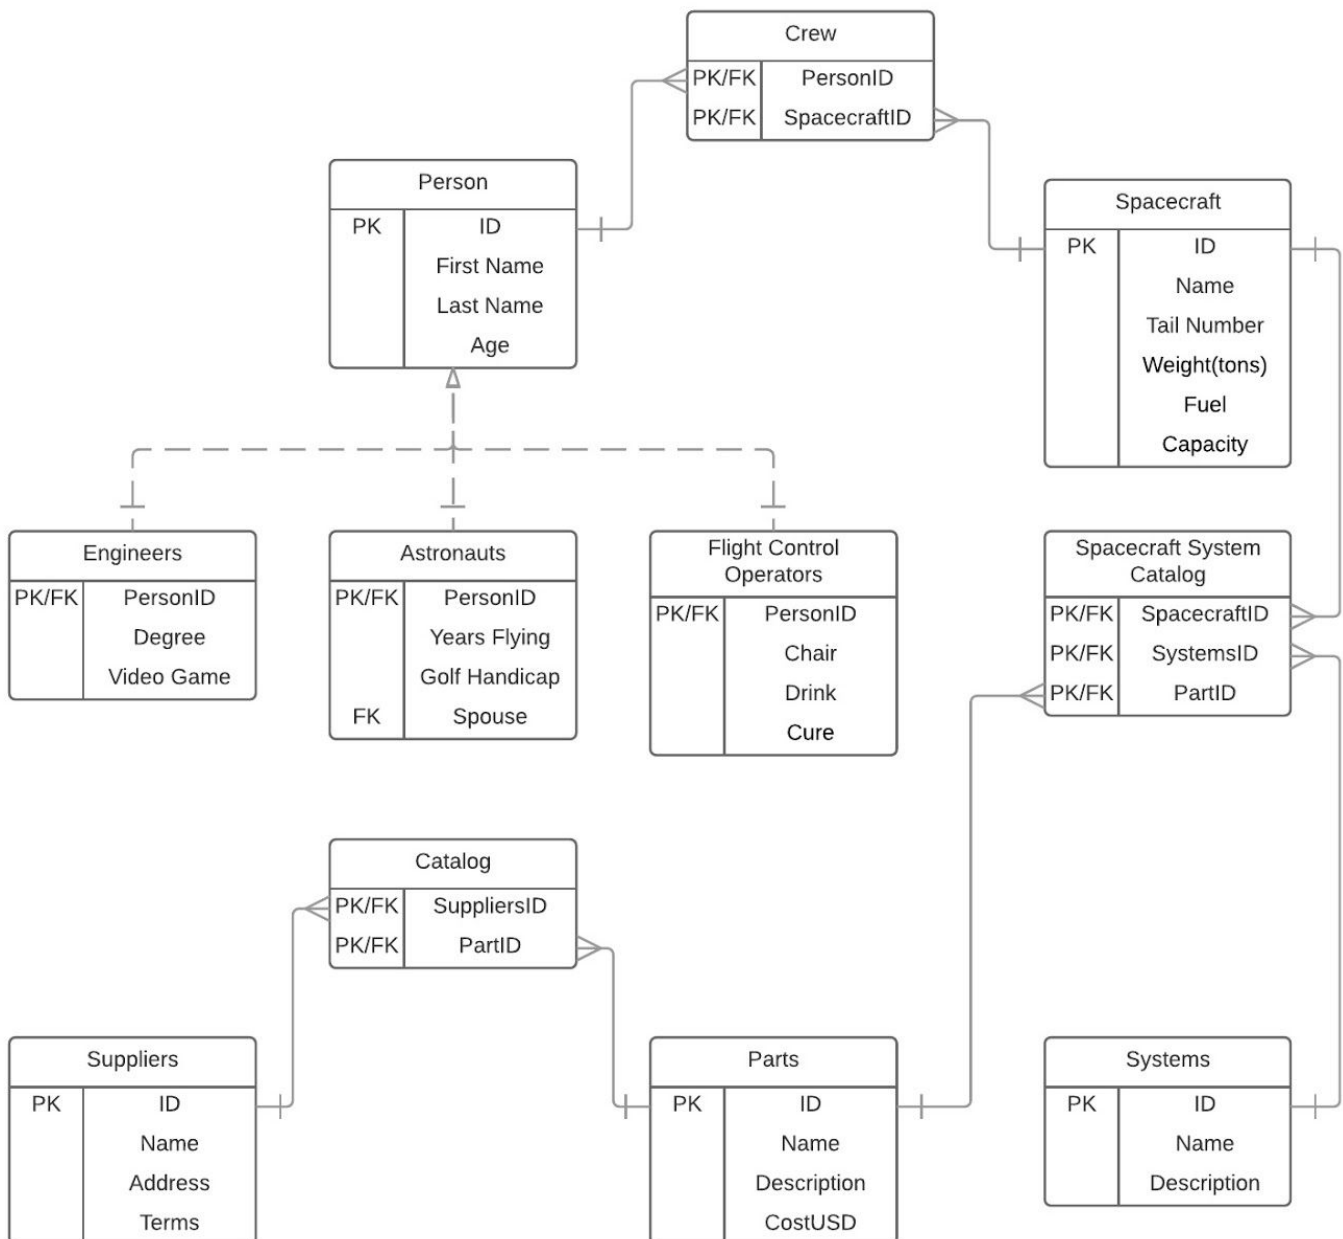 Crew
PK/FK PersonID
PK/FK SpacecraftID
Person
PK ID
First Name
Last Name
Age
Spacecraft
PK ID
Name
Tail Number
Weight(tons)
Fuel
Capacity
Engineers
PK/FK PersonID
Degree
Video Game
Astronauts
PK/FK PersonID
Years Flying
Golf Handicap
FK Spouse
Flight Control
Operators
PK/FK PersonID
Chair
Drink
Cure
Spacecraft System
Catalog
PK/FK SpacecraftID
PK/FK SystemsID
PK/FK PartID
Catalog
PK/FK SuppliersID
PK/FK PartID
Suppliers
PK ID
Name
Address
Terms
Parts
PK ID
Name
Description
CostUSD
Systems
PK ID
Name
Description